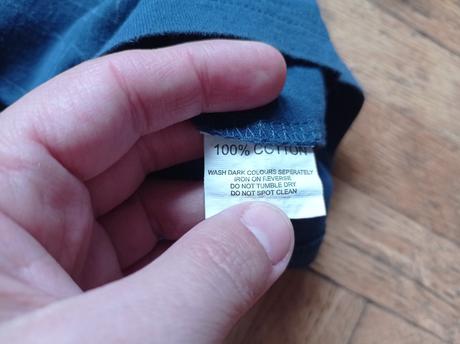 100% COTTON
WASH DARK COLOURS SEPERATELY
IRON ON REVERSE
DO NOT TUMBLE DRY
DO NOT SPOT CLEAN